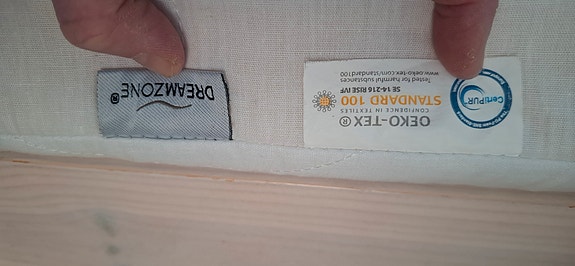 DREAMZONE®
OEKO-TEX®
CONFIDENCE IN TEXTILES
STANDARD 100
SE 14-216 RISE IVF
Tested for harmful substances
www.oeko-tex.com/standard100
CertiPUR™